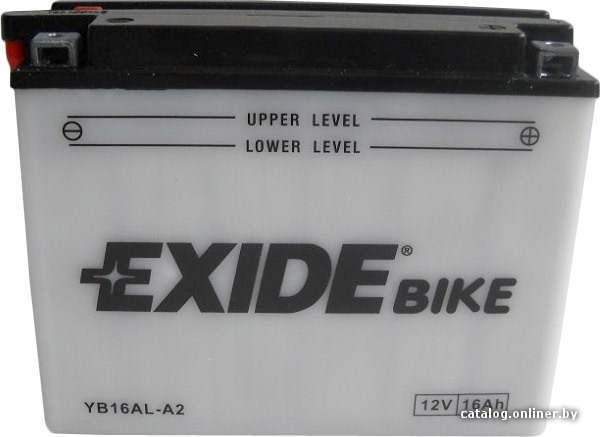 UPPER LEVEL
⊖ ⊕
LOWER LEVEL
EXIDE® BIKE
YB16AL-A2
12V 16Ah
catalog.onliner.by